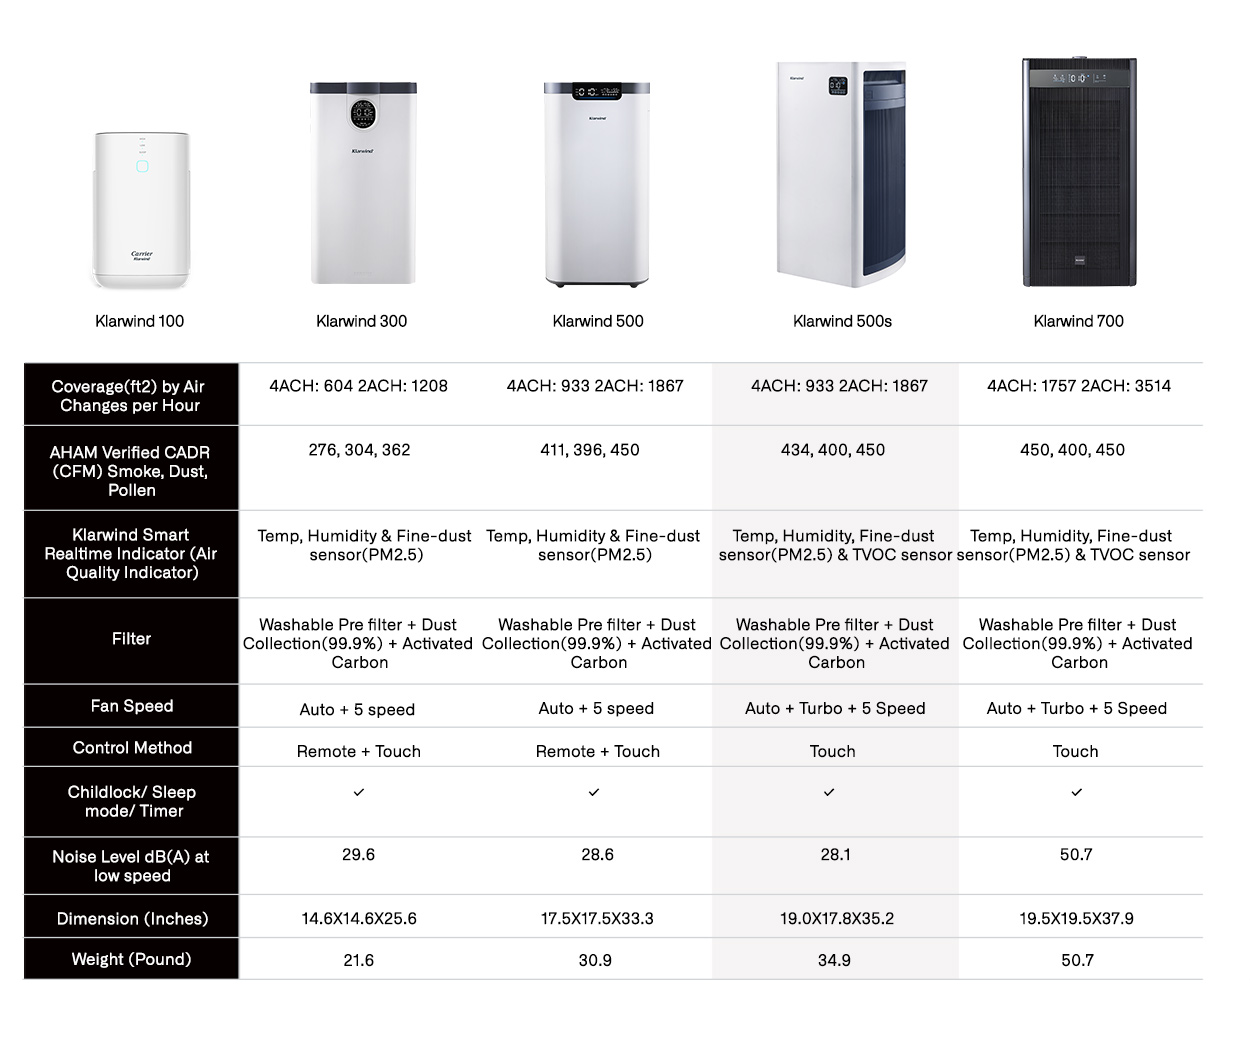 Carrier
Klarwind
Klarwind
Klarwind
Klarwind
Klarwind 100
Klarwind 300
Klarwind 500
Klarwind 500s
Klarwind 700
Coverage(ft2) by Air
Changes per Hour
4ACH: 604 2ACH: 1208
4ACH: 933 2ACH: 1867
4ACH: 933 2ACH: 1867
4ACH: 1757 2ACH: 3514
AHAM Verified CADR
(CFM) Smoke, Dust,
Pollen
276, 304, 362
411, 396, 450
434, 400, 450
450, 400, 450
Klarwind Smart
Realtime Indicator (Air
Quality Indicator)
Temp, Humidity & Fine-dust
sensor(PM2.5)
Temp, Humidity & Fine-dust
sensor(PM2.5)
Temp, Humidity, Fine-dust
sensor(PM2.5) & TVOC sensor
Temp, Humidity, Fine-dust
sensor(PM2.5) & TVOC sensor
Filter
Washable Pre filter + Dust
Collection(99.9%) + Activated
Carbon
Washable Pre filter + Dust
Collection(99.9%) + Activated
Carbon
Washable Pre filter + Dust
Collection(99.9%) + Activated
Carbon
Washable Pre filter + Dust
Collection(99.9%) + Activated
Carbon
Fan Speed
Auto + 5 speed
Auto + 5 speed
Auto + Turbo + 5 Speed
Auto + Turbo + 5 Speed
Control Method
Remote + Touch
Remote + Touch
Touch
Touch
Childlock/ Sleep
mode/ Timer
✓
✓
✓
✓
Noise Level dB(A) at
low speed
29.6
28.6
28.1
50.7
Dimension (Inches)
14.6X14.6X25.6
17.5X17.5X33.3
19.0X17.8X35.2
19.5X19.5X37.9
Weight (Pound)
21.6
30.9
34.9
50.7